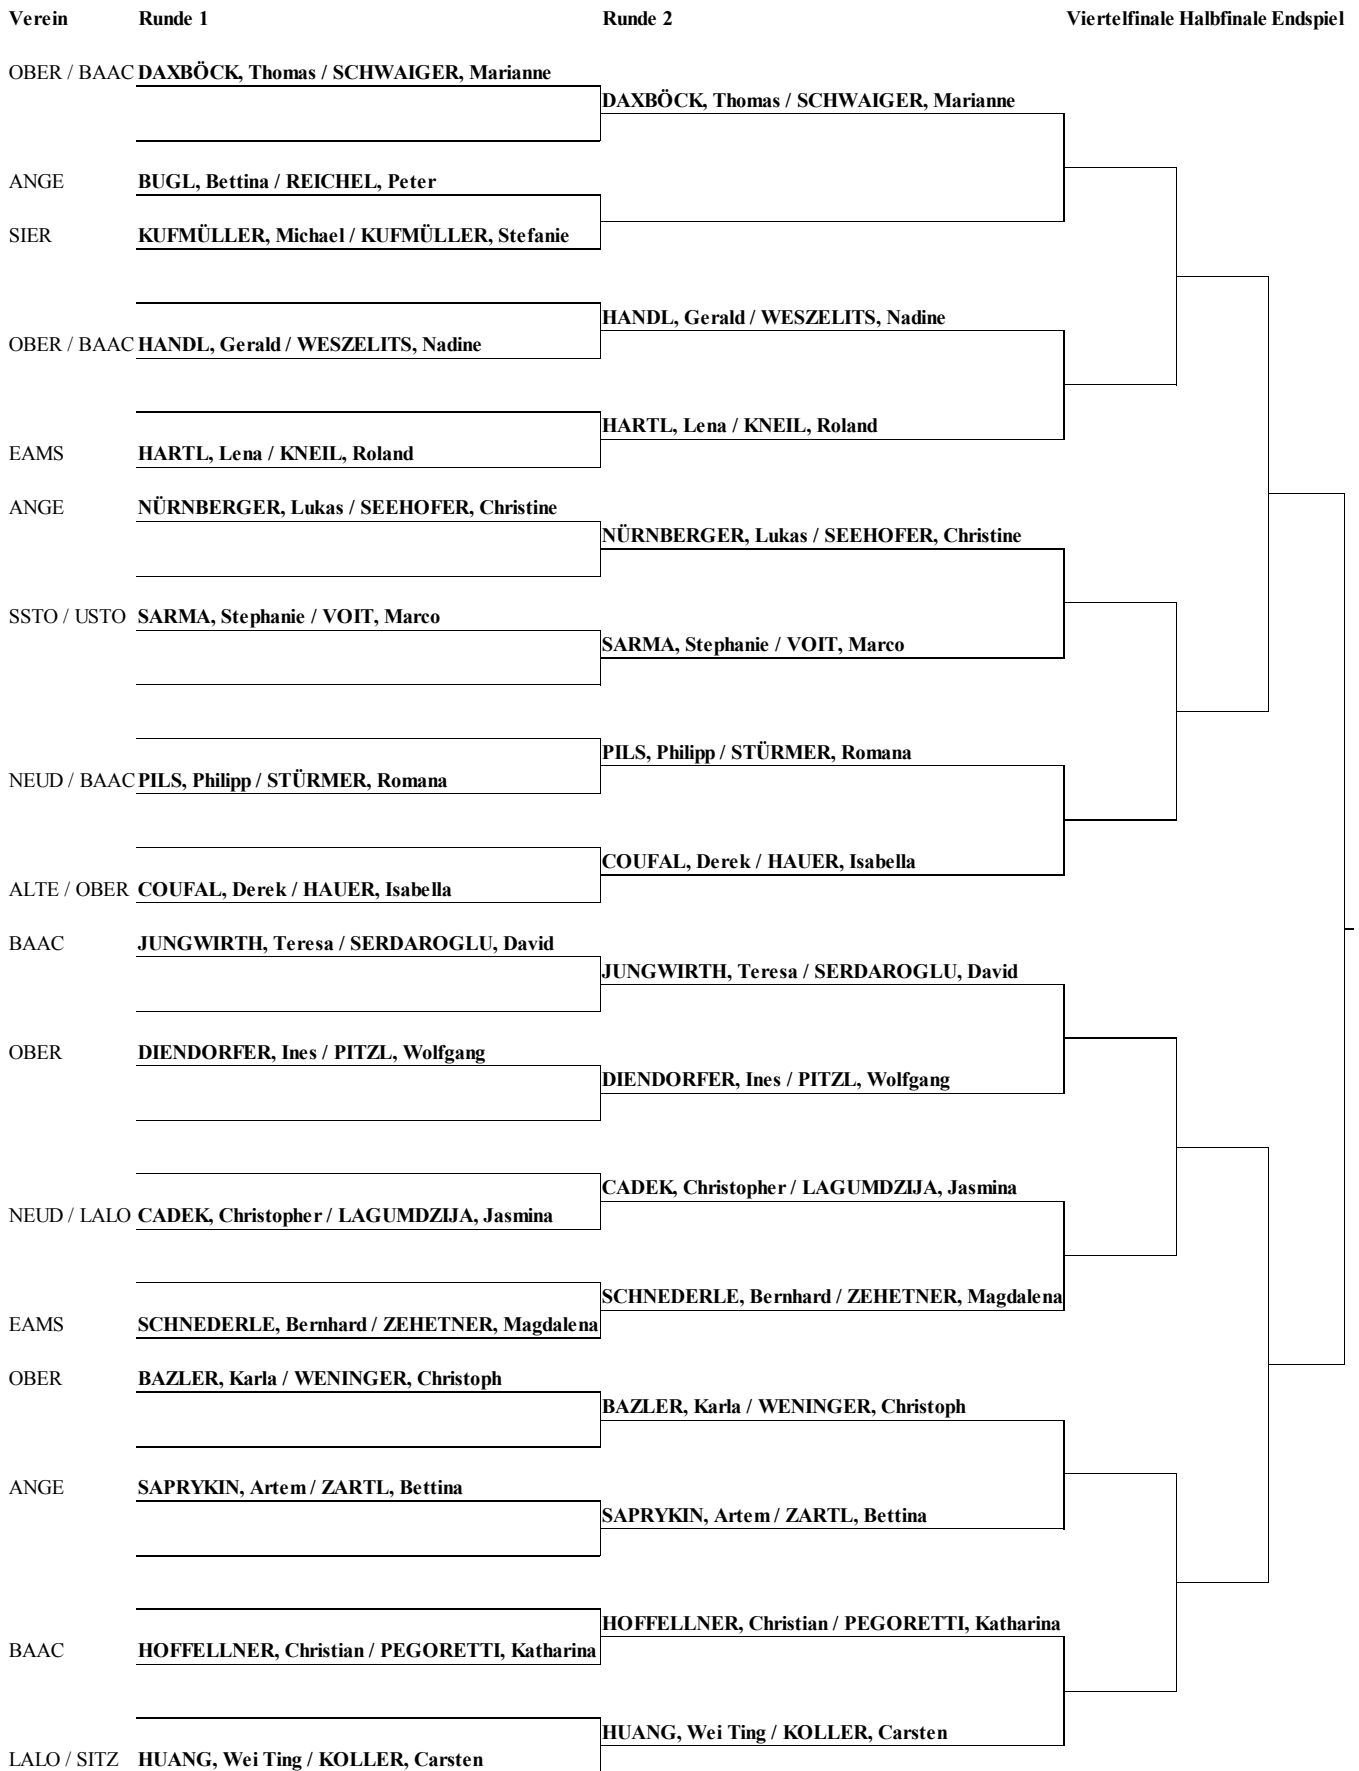 Verein Runde 1 Runde 2 Viertelfinale Halbfinale Endspiel
OBER / BAAC DAXBÖCK, Thomas / SCHWAIGER, Marianne
DAXBÖCK, Thomas / SCHWAIGER, Marianne
ANGE BUGL, Bettina / REICHEL, Peter
SIER KUFMÜLLER, Michael / KUFMÜLLER, Stefanie
HANDL, Gerald / WESZELITS, Nadine
OBER / BAAC HANDL, Gerald / WESZELITS, Nadine
HARTL, Lena / KNEIL, Roland
EAMS HARTL, Lena / KNEIL, Roland
ANGE NÜRNBERGER, Lukas / SEEHOFER, Christine
NÜRNBERGER, Lukas / SEEHOFER, Christine
SSTO / USTO SARMA, Stephanie / VOIT, Marco
SARMA, Stephanie / VOIT, Marco
PILS, Philipp / STÜRMER, Romana
NEUD / BAAC PILS, Philipp / STÜRMER, Romana
COUFAL, Derek / HAUER, Isabella
ALTE / OBER COUFAL, Derek / HAUER, Isabella
BAAC JUNGWIRTH, Teresa / SERDAROGLU, David
JUNGWIRTH, Teresa / SERDAROGLU, David
OBER DIENDORFER, Ines / PITZL, Wolfgang
DIENDORFER, Ines / PITZL, Wolfgang
CADEK, Christopher / LAGUMDZIJA, Jasmina
NEUD / LALO CADEK, Christopher / LAGUMDZIJA, Jasmina
SCHNEDERLE, Bernhard / ZEHETNER, Magdalena
EAMS SCHNEDERLE, Bernhard / ZEHETNER, Magdalena
OBER BAZLER, Karla / WENINGER, Christoph
BAZLER, Karla / WENINGER, Christoph
ANGE SAPRYKIN, Artem / ZARTL, Bettina
SAPRYKIN, Artem / ZARTL, Bettina
HOFFELLNER, Christian / PEGORETTI, Katharina
BAAC HOFFELLNER, Christian / PEGORETTI, Katharina
HUANG, Wei Ting / KOLLER, Carsten
LALO / SITZ HUANG, Wei Ting / KOLLER, Carsten